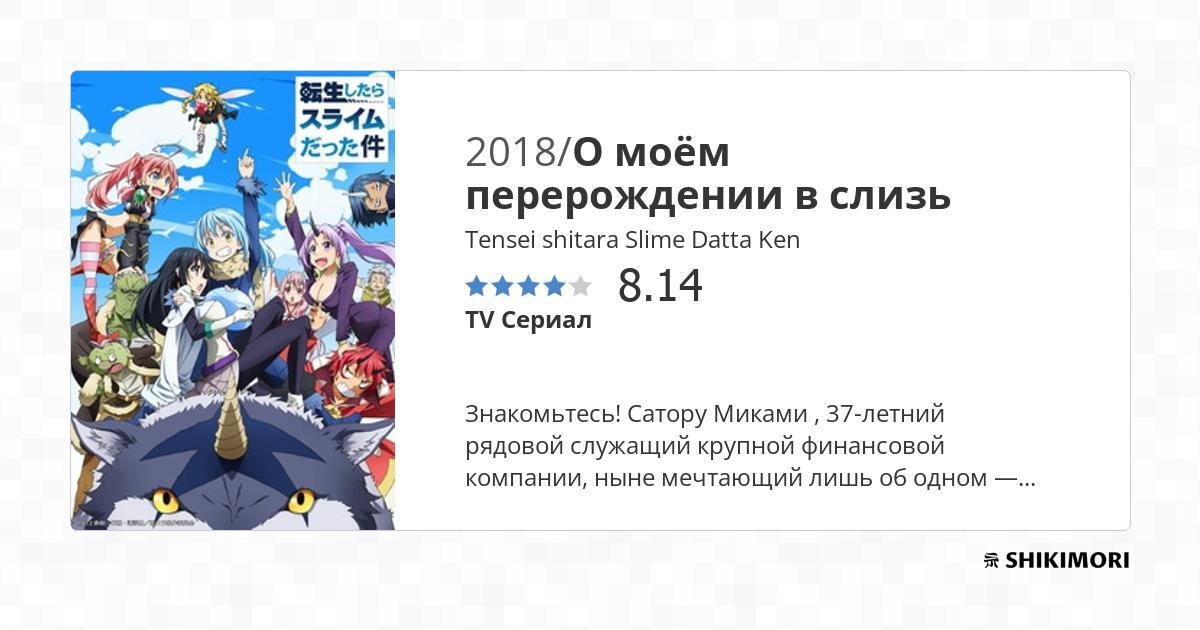 転生したら
スライム
だった件
2018/О моём
перерождении в слизь
Tensei shitara Slime Datta Ken
8.14
TV Сериал
Знакомьтесь! Сатору Миками , 37-летний
рядовой служащий крупной финансовой
компании, ныне мечтающий лишь об одном —...
SHIKIMORI